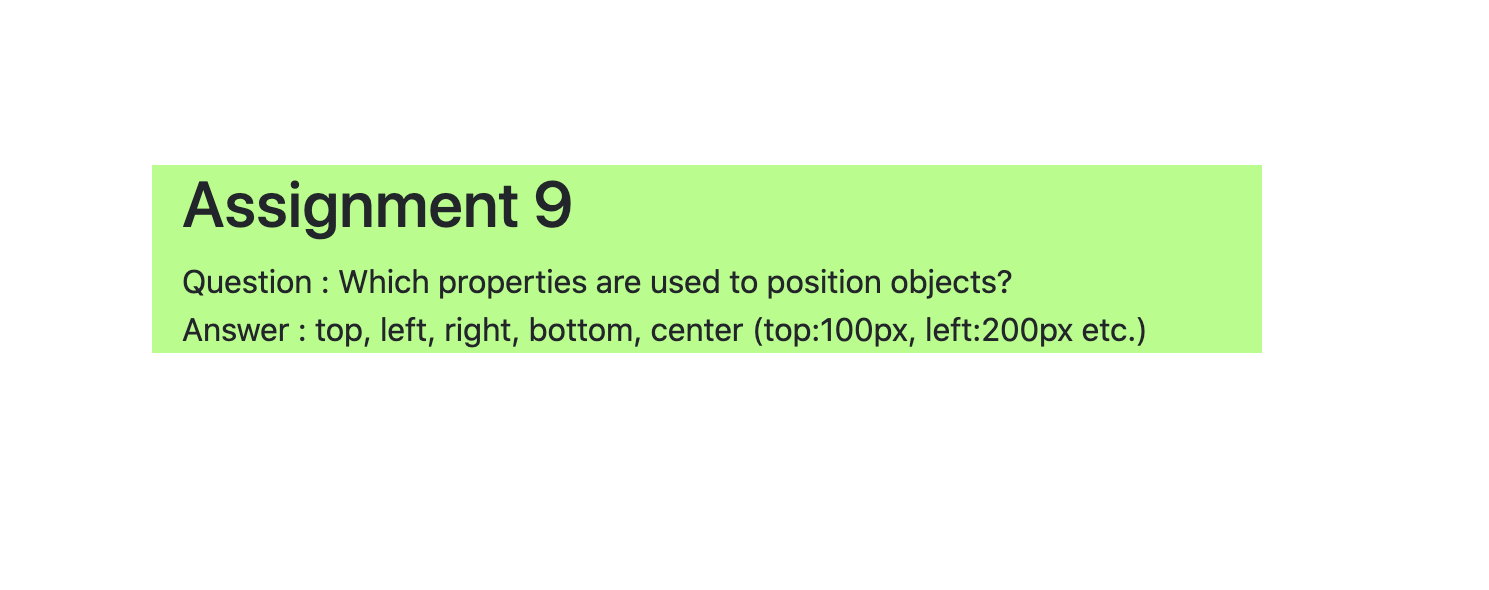 Assignment 9
Question : Which properties are used to position objects?
Answer : top, left, right, bottom, center (top:100px, left:200px etc.)